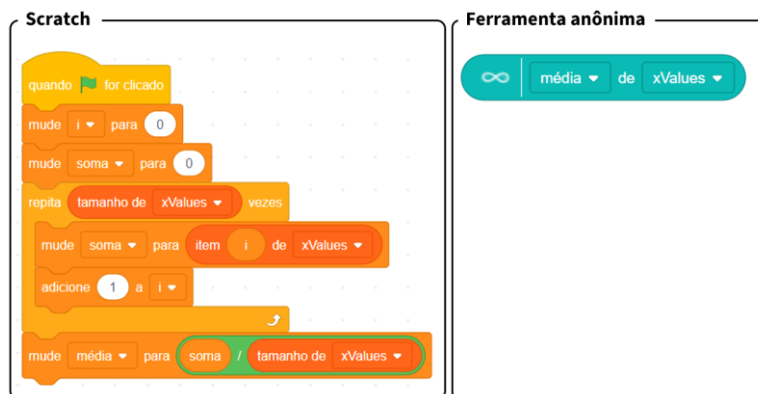 Scratch
quando for clicado
mude i para 0
mude soma para 0
repita tamanho de xValues vezes
mude soma para item i de xValues
adicione 1 a i
mude média para soma / tamanho de xValues
Ferramenta anônima
média de xValues